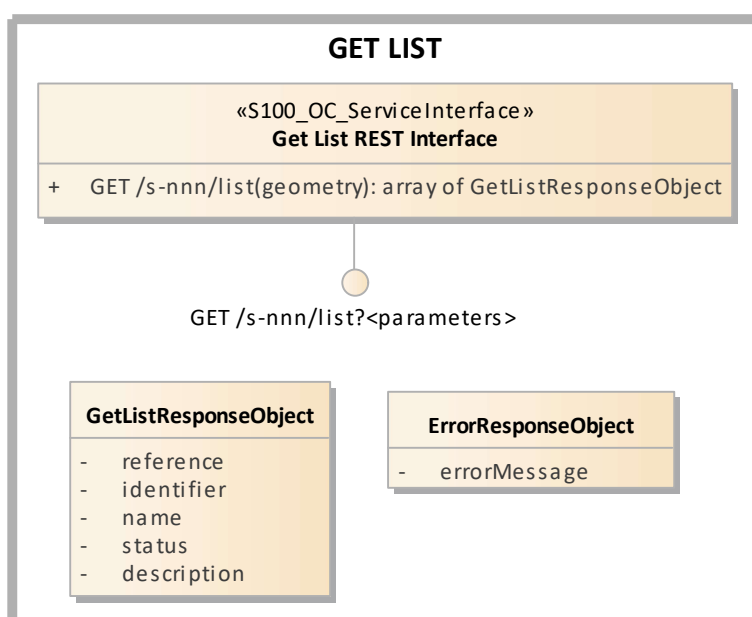 GET LIST
«S100_OC_ServiceInterface»
Get List REST Interface
+ GET /s-nnn/list(geometry): array of GetListResponseObject
GET /s-nnn/list?<parameters>
GetListResponseObject
- reference
- identifier
- name
- status
- description
ErrorResponseObject
- errorMessage